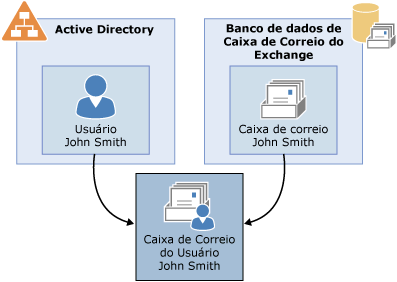 Active Directory
Usuário
John Smith
Banco de dados de
Caixa de Correio do
Exchange
Caixa de correio
John Smith
Caixa de Correio
do Usuário
John Smith